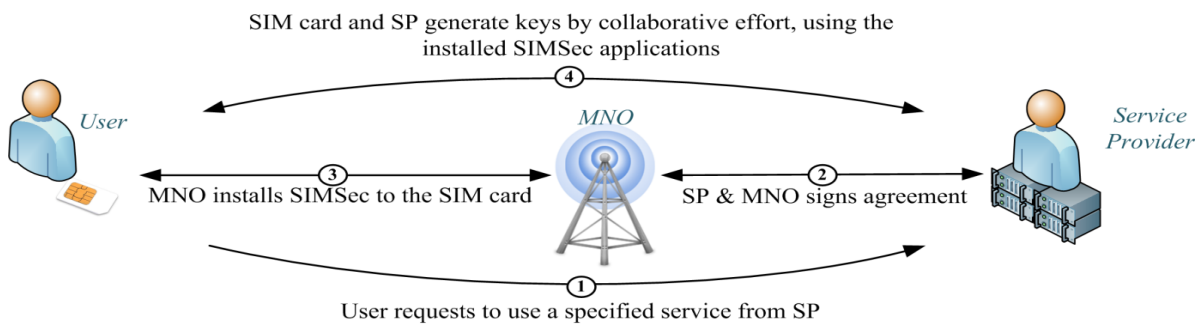 SIM card and SP generate keys by collaborative effort, using the
installed SIMSec applications
4
User
MNO
Service
Provider
3
2
MNO installs SIMSec to the SIM card
SP & MNO signs agreement
1
User requests to use a specified service from SP